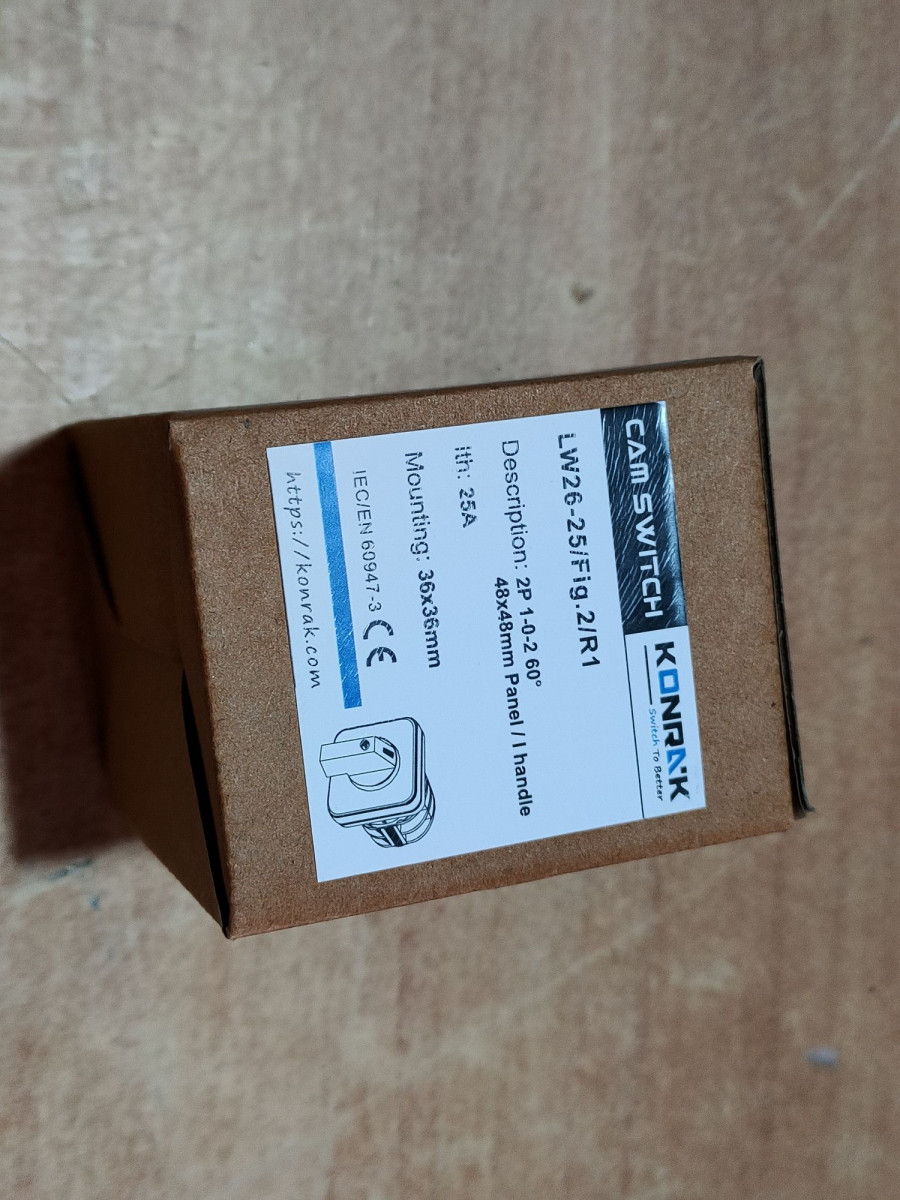 CAM SWITCH
KONRAK
Switch To Better
LW26-25/Fig.2/R1
Description: 2P 1-0-2 60°
48x48mm Panel / I handle
Ith: 25A
Mounting: 36x36mm
IEC/EN 60947-3 CE
https://konrak.com